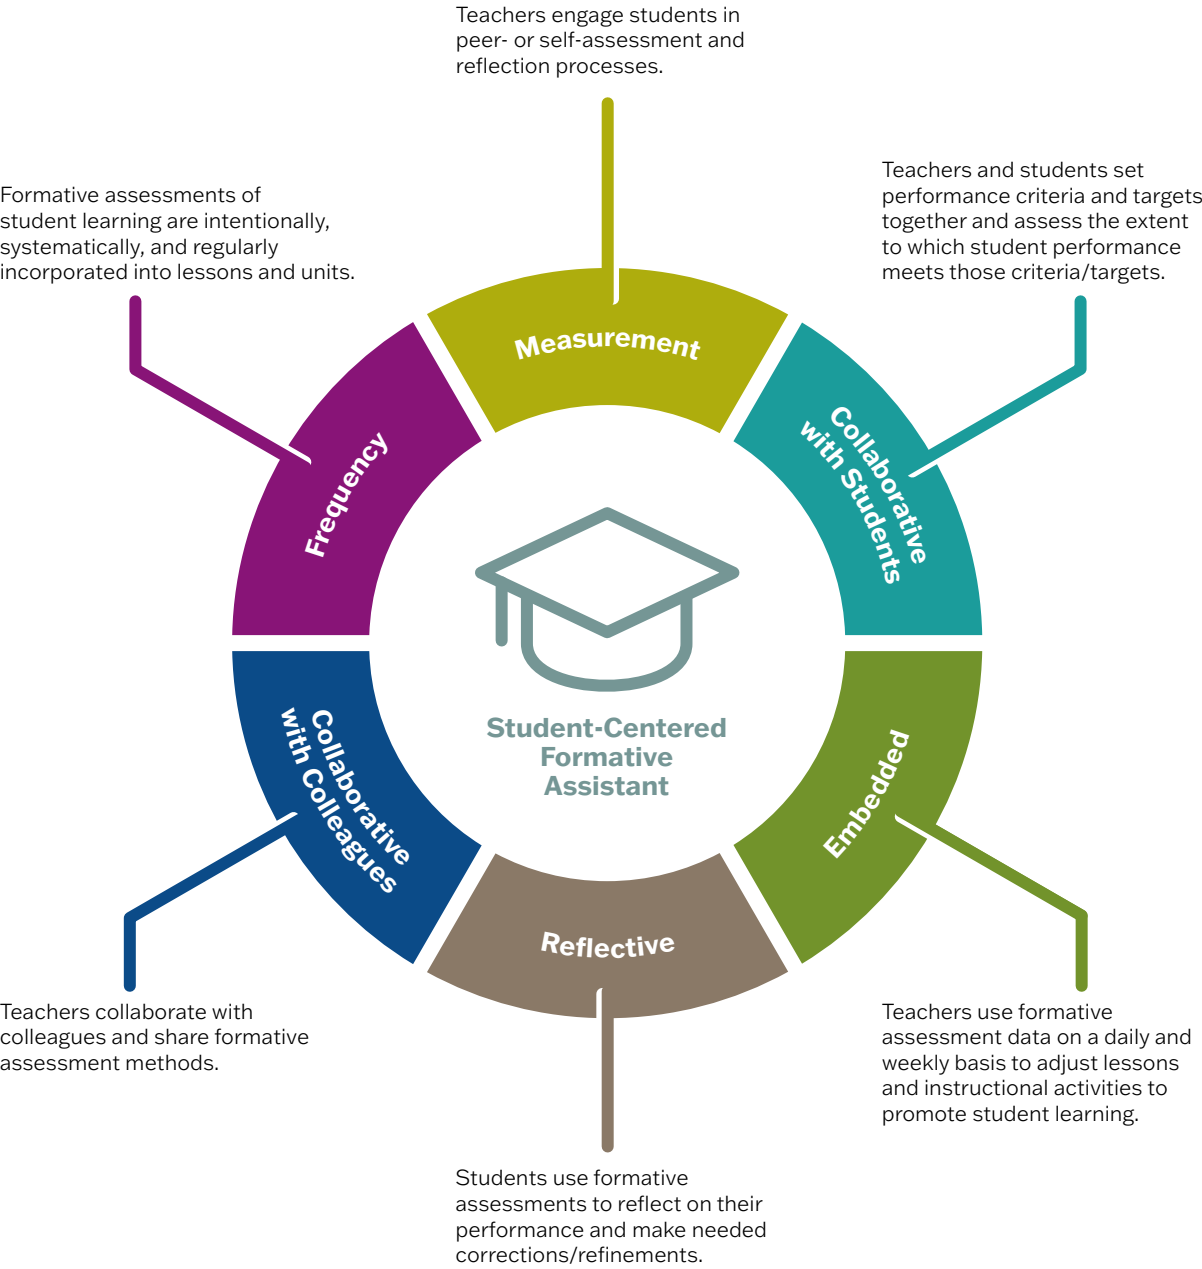 Teachers engage students in
peer- or self-assessment and
reflection processes.
Teachers and students set
performance criteria and targets
together and assess the extent
to which student performance
meets those criteria/targets.
Formative assessments of
student learning are intentionally,
systematically, and regularly
incorporated into lessons and units.
Measurement
Collaborative
with Students
Frequency
Student-Centered
Formative
Assistant
Collaborative
with Colleagues
Embedded
Reflective
Teachers collaborate with
colleagues and share formative
assessment methods.
Teachers use formative
assessment data on a daily and
weekly basis to adjust lessons
and instructional activities to
promote student learning.
Students use formative
assessments to reflect on their
performance and make needed
corrections/refinements.